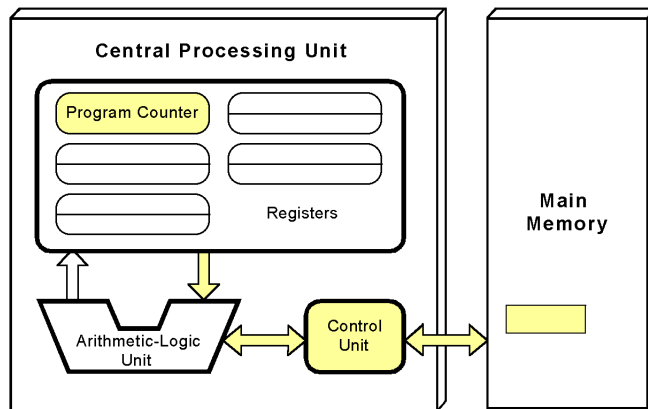 Central Processing Unit
Program Counter
Registers
Main
Memory
Arithmetic-Logic
Unit
Control
Unit